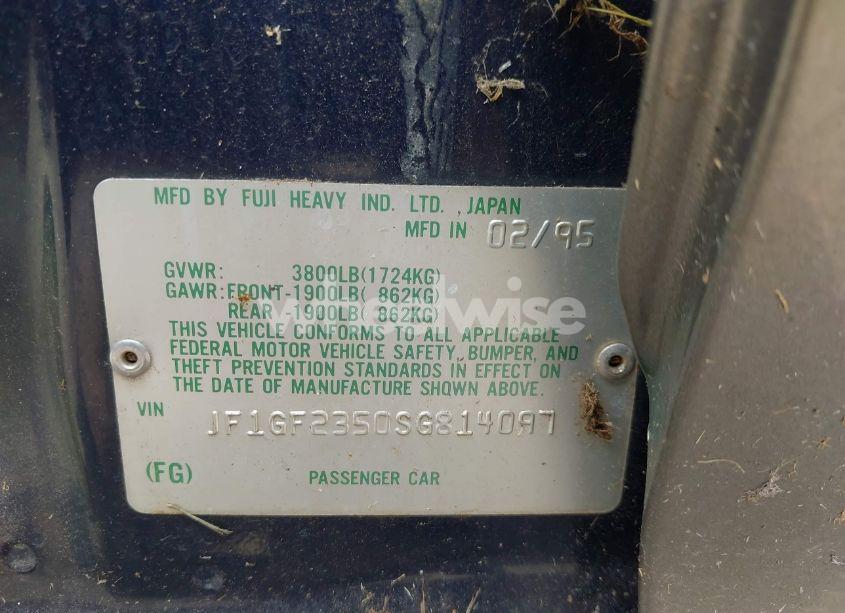 MFD BY FUJI HEAVY IND. LTD. , JAPAN
MFD IN 02/95
GVWR: 3800LB(1724KG)
GAWR:FRONT-1900LB( 862KG)
REAR -1900LB( 862KG)
wheelwise
THIS VEHICLE CONFORMS TO ALL APPLICABLE
FEDERAL MOTOR VEHICLE SAFETY, BUMPER, AND
THEFT PREVENTION STANDARDS IN EFFECT ON
THE DATE OF MANUFACTURE SHOWN ABOVE.
VIN JF1GF2350SG814097
(FG) PASSENGER CAR